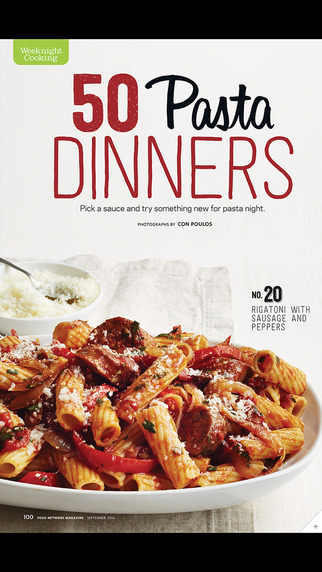 Weeknight
Cooking
50 Pasta
DINNERS
Pick a sauce and try something new for pasta night.
PHOTOGRAPHS BY CON POULOS
NO. 20
RIGATONI WITH
SAUSAGE AND
PEPPERS
100 FOOD NETWORK MAGAZINE SEPTEMBER